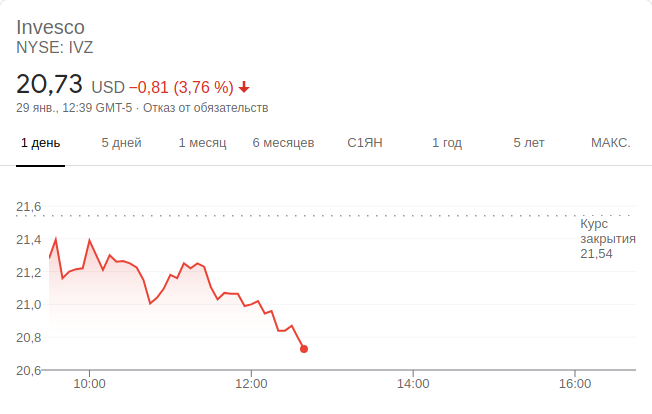 Invesco
NYSE: IVZ
20,73 USD −0,81 (3,76 %)
29 янв., 12:39 GMT-5 · Отказ от обязательств
1 день 5 дней 1 месяц 6 месяцев С1ЯН 1 год 5 лет МАКС.
21,6
Курс
21,4 закрытия
21,54
21,2
21,0
20,8
20,6
10:00 12:00 14:00 16:00